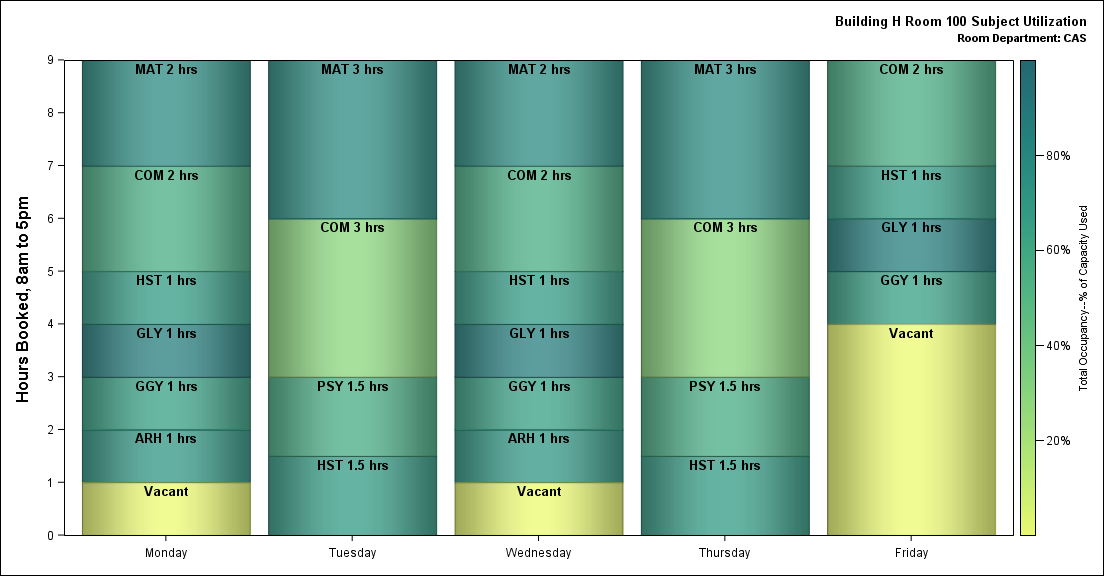 Building H Room 100 Subject Utilization
Room Department: CAS
Hours Booked, 8am to 5pm
9
8
7
6
5
4
3
2
1
0
MAT 2 hrs
COM 2 hrs
HST 1 hrs
GLY 1 hrs
GGY 1 hrs
ARH 1 hrs
Vacant
MAT 3 hrs
COM 3 hrs
PSY 1.5 hrs
HST 1.5 hrs
MAT 2 hrs
COM 2 hrs
HST 1 hrs
GLY 1 hrs
GGY 1 hrs
ARH 1 hrs
Vacant
MAT 3 hrs
COM 3 hrs
PSY 1.5 hrs
HST 1.5 hrs
COM 2 hrs
HST 1 hrs
GLY 1 hrs
GGY 1 hrs
Vacant
Monday
Tuesday
Wednesday
Thursday
Friday
80%
60%
40%
20%
Total Occupancy--% of Capacity Used